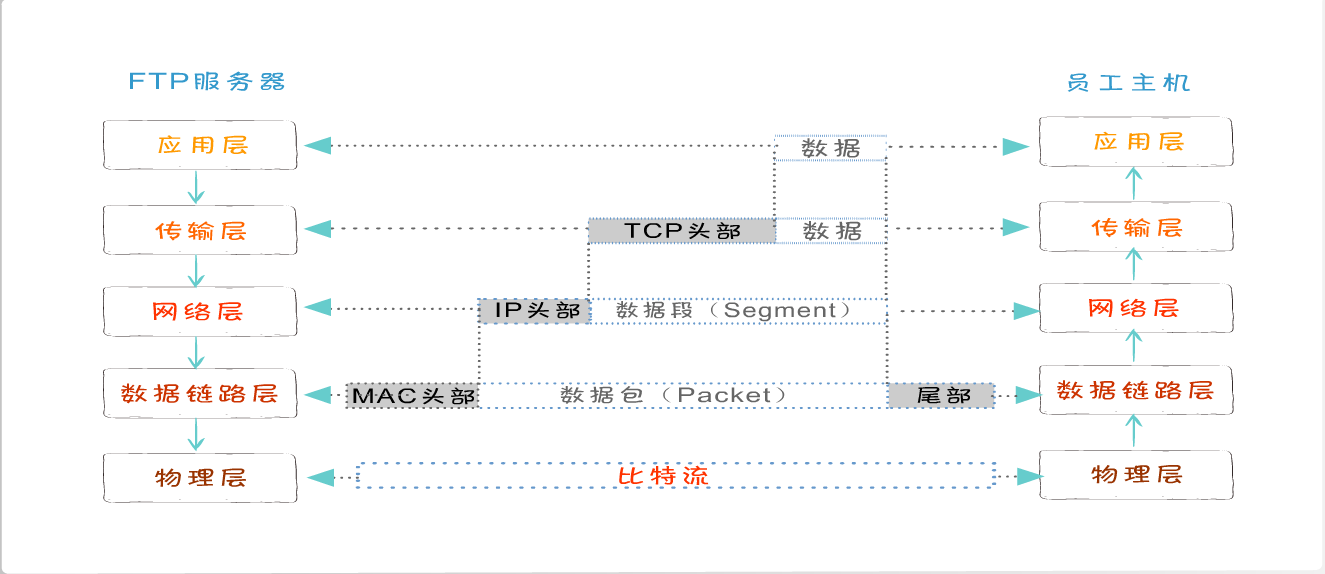 FTP服务器
员工主机
应用层
数据
应用层
传输层
TCP头部
数据
传输层
网络层
IP头部
数据段（Segment）
网络层
数据链路层
MAC头部
数据包（Packet）
尾部
数据链路层
物理层
比特流
物理层